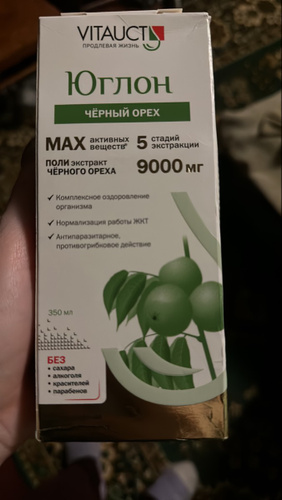 VITAUCT
ПРОДЛЕВАЯ ЖИЗНЬ
Юглон
ЧЁРНЫЙ ОРЕХ
MAX активных веществ* 5 стадий экстракции
ПОЛИ экстракт ЧЁРНОГО ОРЕХА 9000 мг
✓ Комплексное оздоровление
организма
✓ Нормализация работы ЖКТ
✓ Антипаразитарное,
противогрибковое действие
350 мл
БЕЗ
• сахара
• алкоголя
• красителей
• парабенов